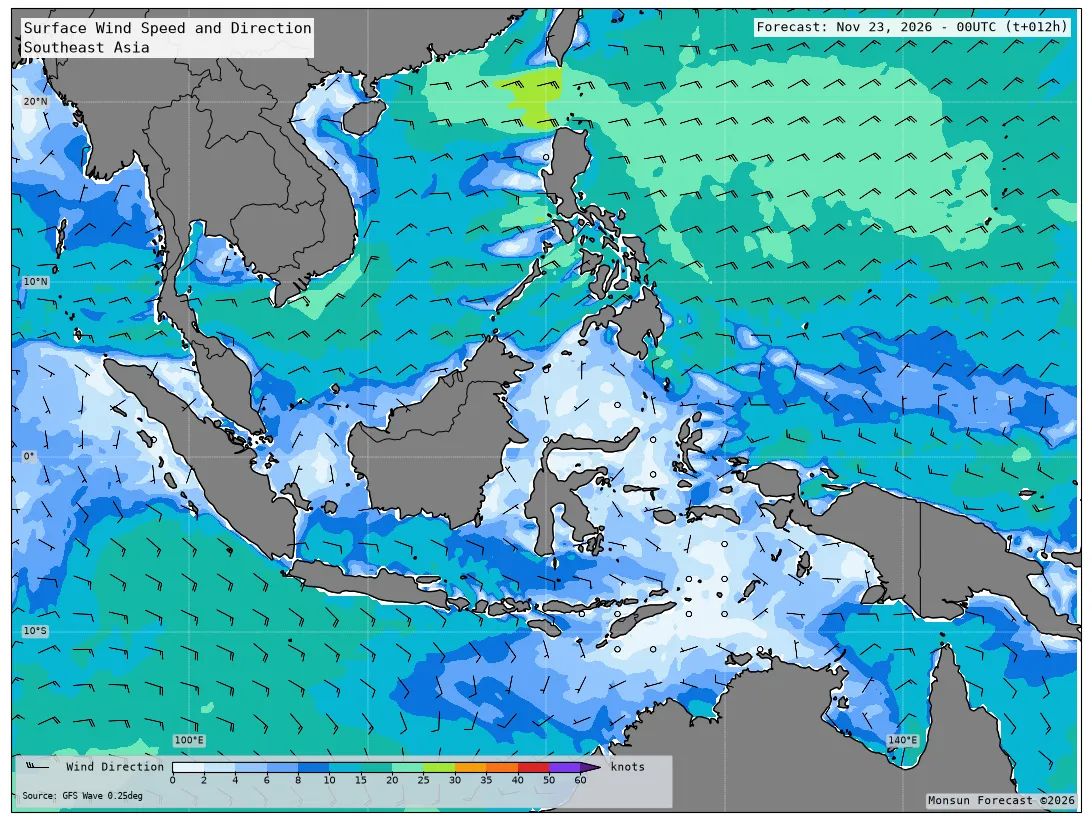 Surface Wind Speed and Direction
Southeast Asia
Forecast: Nov 23, 2026 - 00UTC (t+012h)
20°N
10°N
0°
10°S
100°E
140°E
Wind Direction
0 2 4 6 8 10 15 20 25 30 35 40 50 60
knots
Source: GFS Wave 0.25deg
Monsun Forecast ©2026